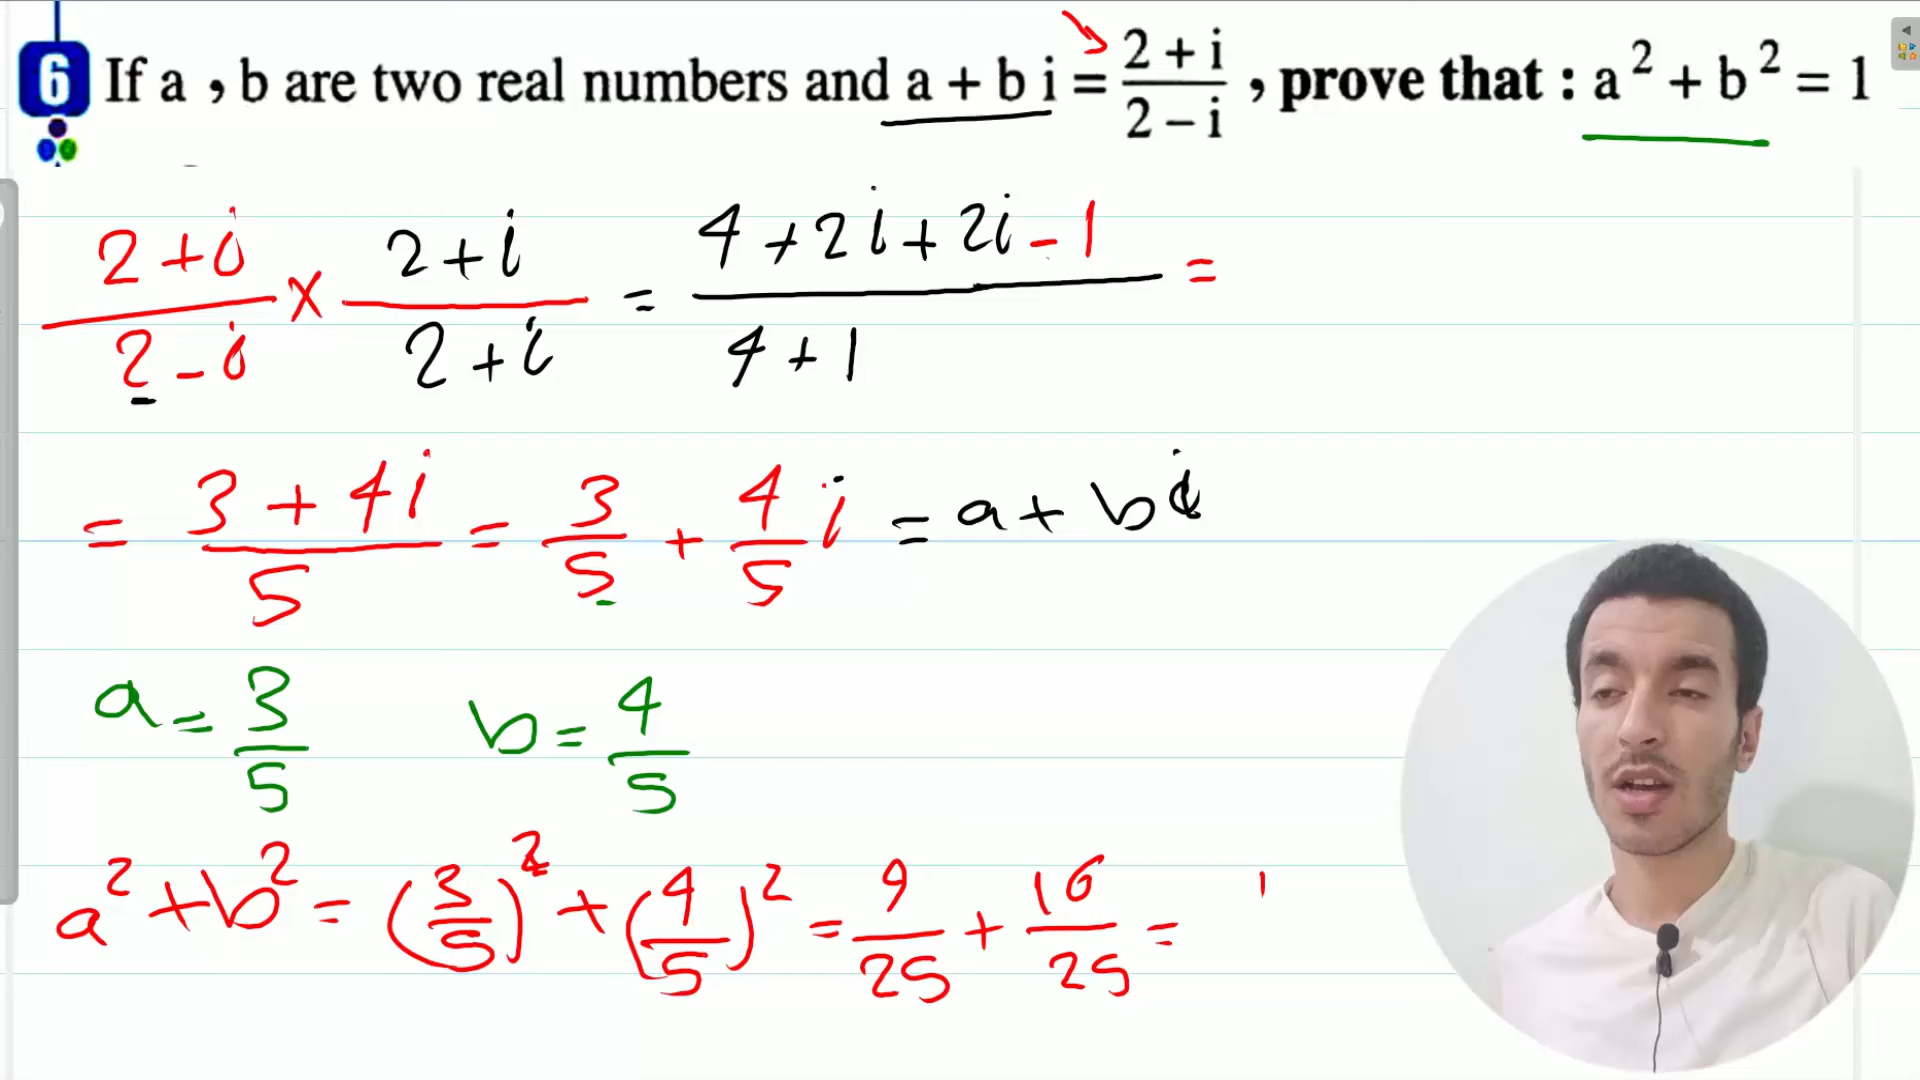 6 If a , b are two real numbers and a + b i = (2 + i)/(2 − i) , prove that : a² + b² = 1
(2 + i)/(2 − i) × (2 + i)/(2 + i) = (4 + 2i + 2i − 1)/(4 + 1) =
= (3 + 4i)/5 = 3/5 + 4/5 i = a + bi
a = 3/5 b = 4/5
a² + b² = (3/5)² + (4/5)² = 9/25 + 16/25 = 1